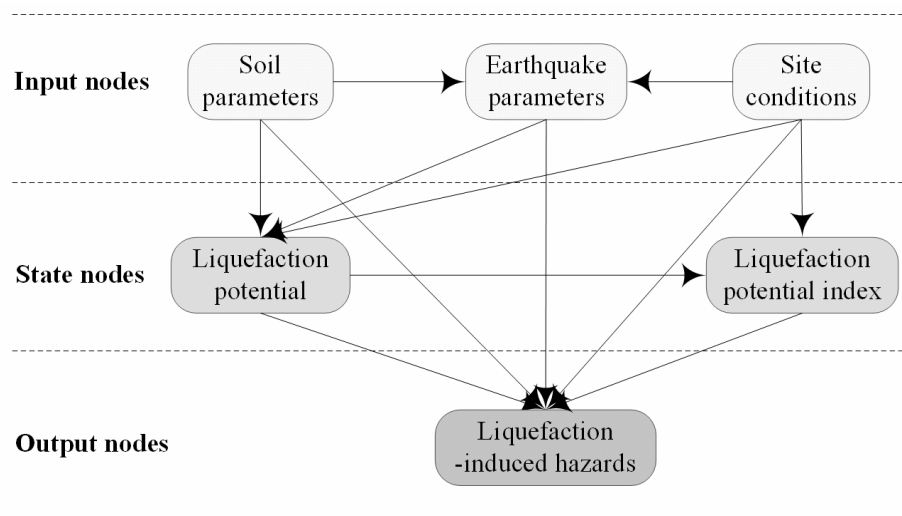 Input nodes
Soil
parameters
Earthquake
parameters
Site
conditions
State nodes
Liquefaction
potential
Liquefaction
potential index
Output nodes
Liquefaction
-induced hazards